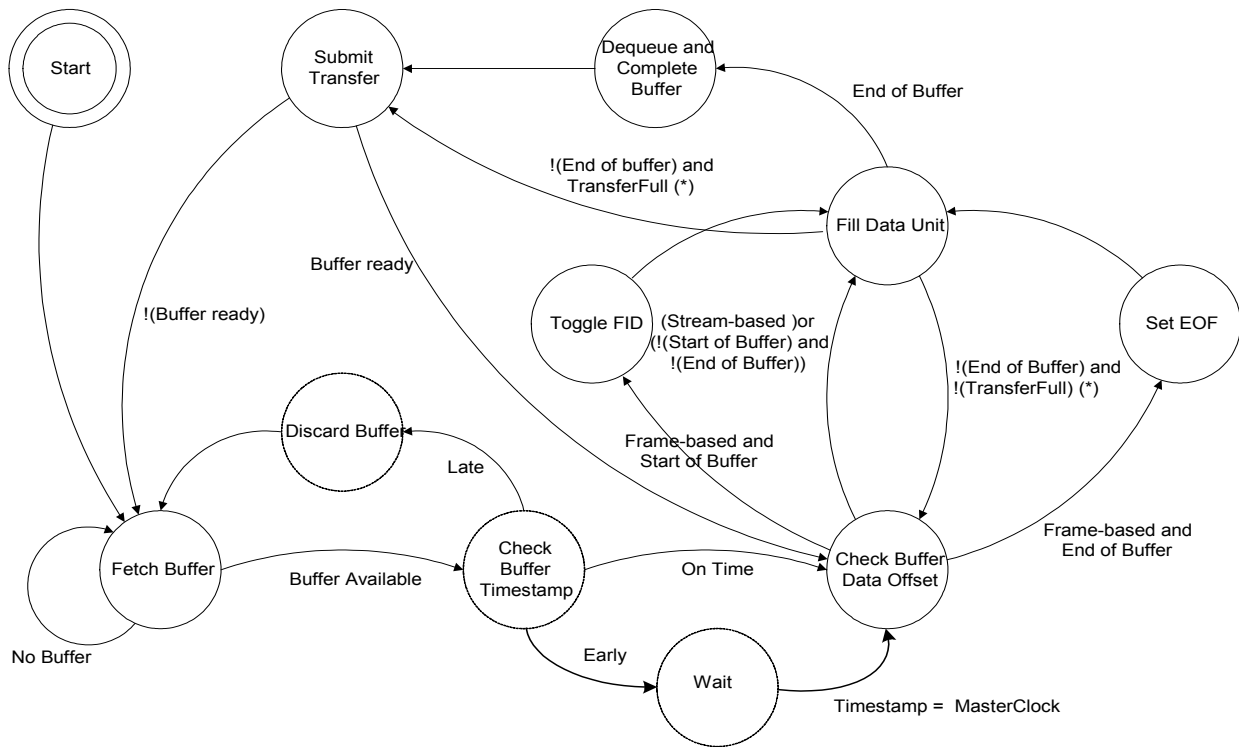 Start
Submit
Transfer
Dequeue and
Complete
Buffer
End of Buffer
!(End of buffer) and
TransferFull (*)
Fill Data Unit
Buffer ready
!(Buffer ready)
Toggle FID
(Stream-based )or
(!(Start of Buffer) and
!(End of Buffer))
Set EOF
!(End of Buffer) and
!(TransferFull) (*)
Discard Buffer
Frame-based and
Start of Buffer
Late
Frame-based and
End of Buffer
Fetch Buffer
Buffer Available
Check
Buffer
Timestamp
On Time
Check Buffer
Data Offset
No Buffer
Early
Wait
Timestamp =  MasterClock